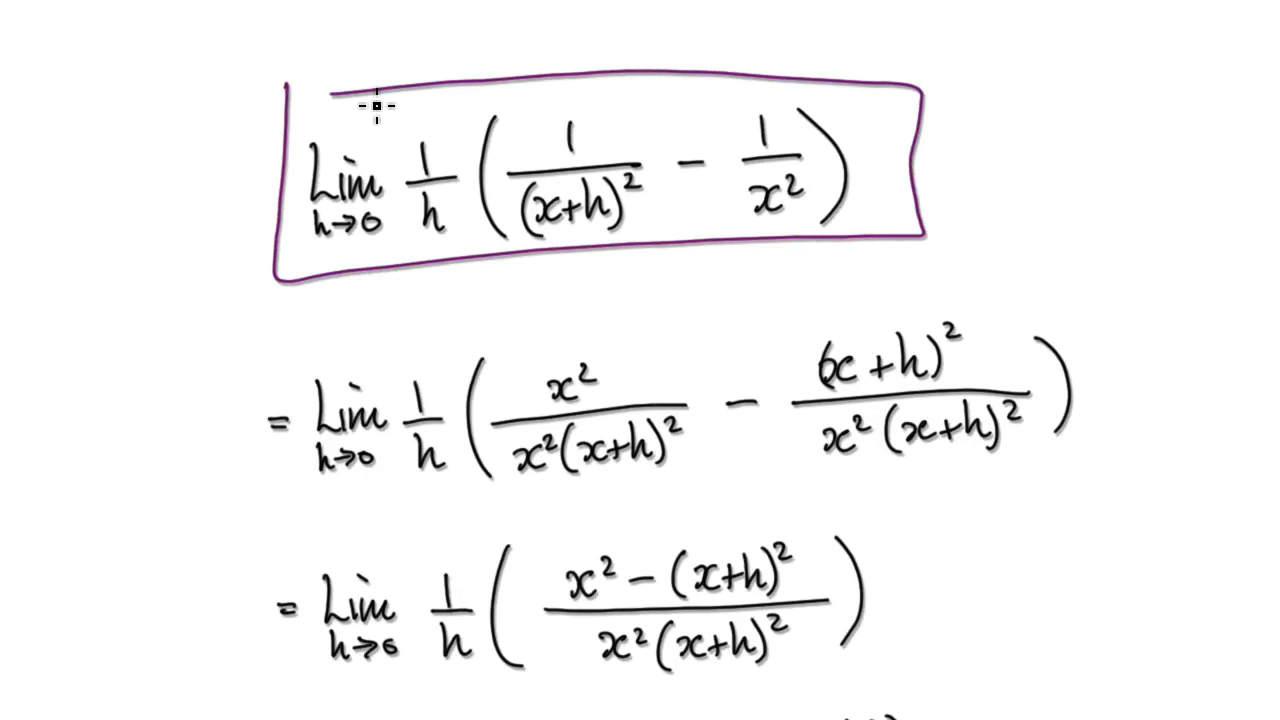 Lim h→0 1/h ( 1/(x+h)² − 1/x² )
= Lim h→0 1/h ( x²/x²(x+h)² − (x+h)²/x²(x+h)² )
= Lim h→0 1/h ( x²−(x+h)²/x²(x+h)² )